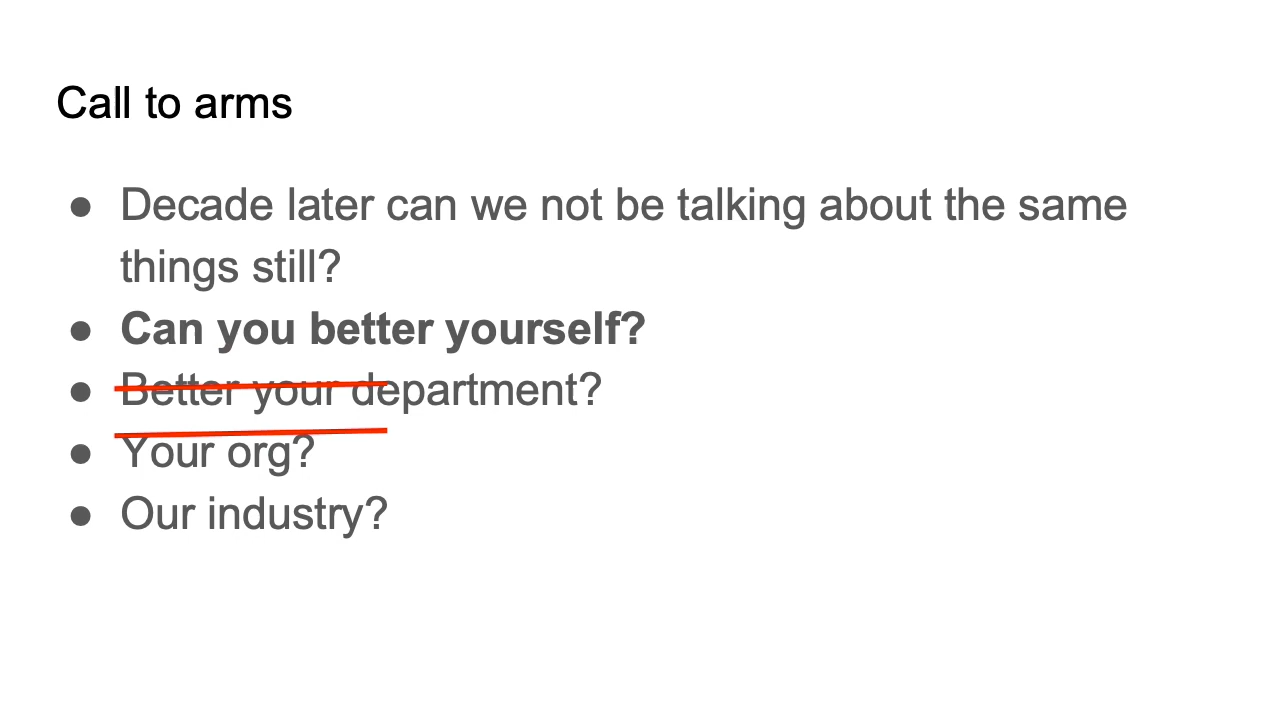 Call to arms
● Decade later can we not be talking about the same
things still?
● Can you better yourself?
● Better your department?
● Your org?
● Our industry?